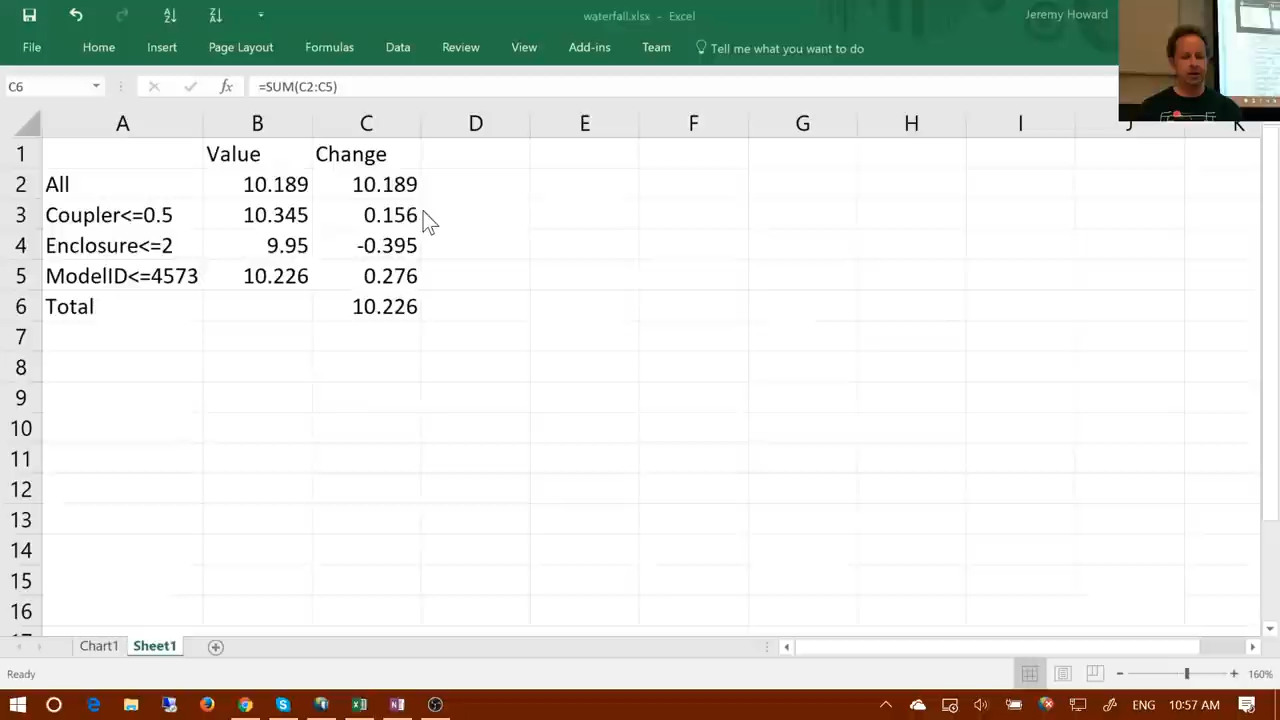 waterfall.xlsx - Excel
Jeremy Howard
File Home Insert Page Layout Formulas Data Review View Add-ins Team Tell me what you want to do
C6 fx =SUM(C2:C5)
A B C D E F G H I J K
1 Value Change
2 All 10.189 10.189
3 Coupler<=0.5 10.345 0.156
4 Enclosure<=2 9.95 -0.395
5 ModelID<=4573 10.226 0.276
6 Total 10.226
7
8
9
10
11
12
13
14
15
16
Chart1 Sheet1
Ready 160%
ENG 10:57 AM